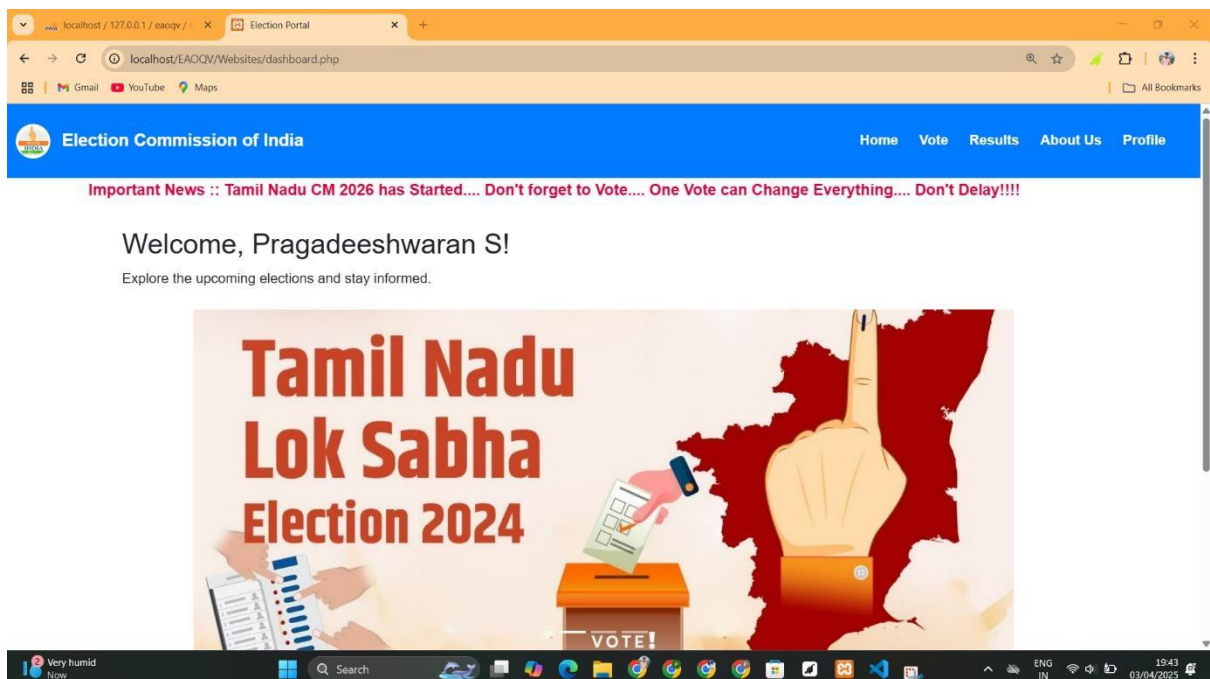 localhost / 127.0.0.1 / eaoqv /
Election Portal
localhost/EAOQV/Websites/dashboard.php
Gmail
YouTube
Maps
All Bookmarks
Election Commission of India
Home
Vote
Results
About Us
Profile
Important News :: Tamil Nadu CM 2026 has Started.... Don't forget to Vote.... One Vote can Change Everything.... Don't Delay!!!!
Welcome, Pragadeeshwaran S!
Explore the upcoming elections and stay informed.
Tamil Nadu
Lok Sabha
Election 2024
VOTE!
2
Very humid
Now
Search
ENG
IN
19:43
03/04/2025